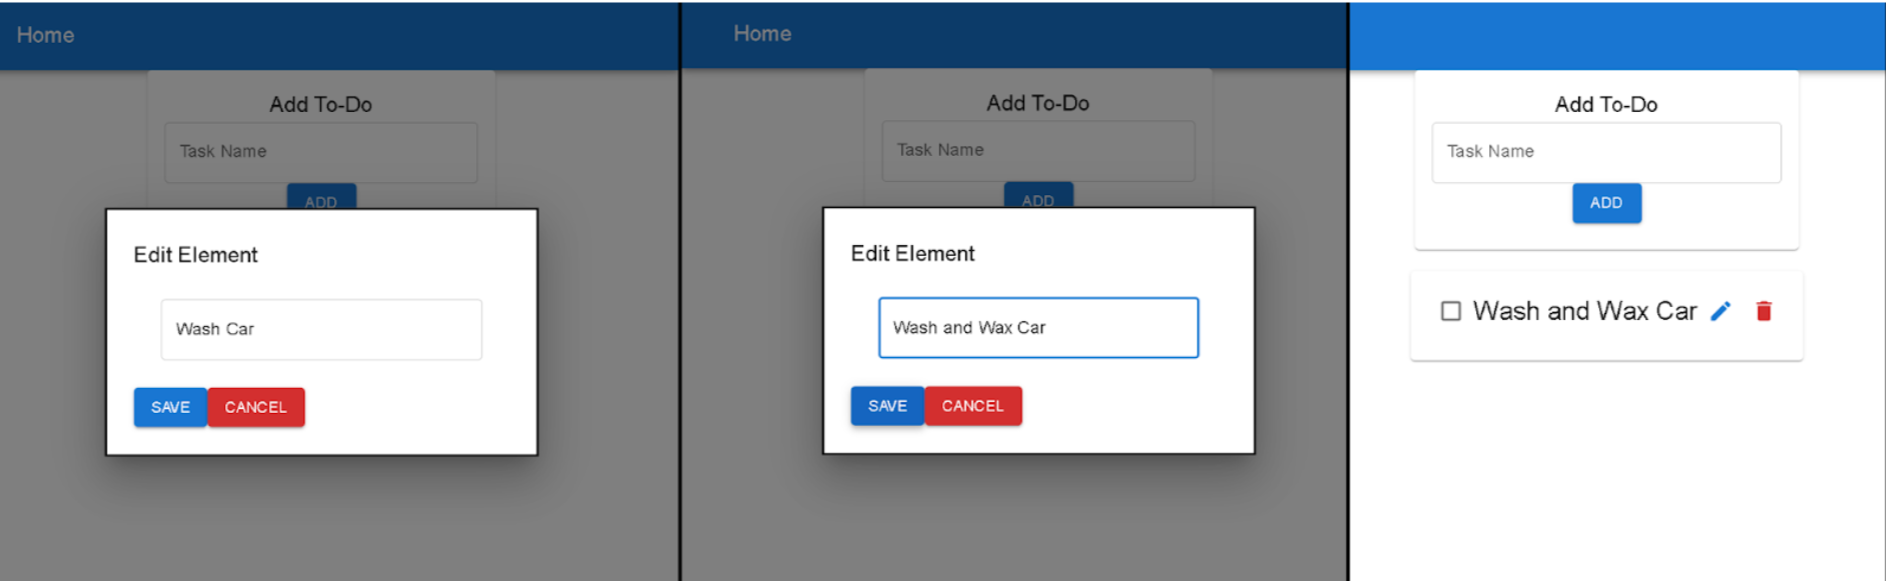 Home
Add To-Do
Task Name
ADD
Edit Element
Wash Car
SAVE CANCEL
Home
Add To-Do
Task Name
ADD
Edit Element
Wash and Wax Car
SAVE CANCEL
Add To-Do
Task Name
ADD
Wash and Wax Car